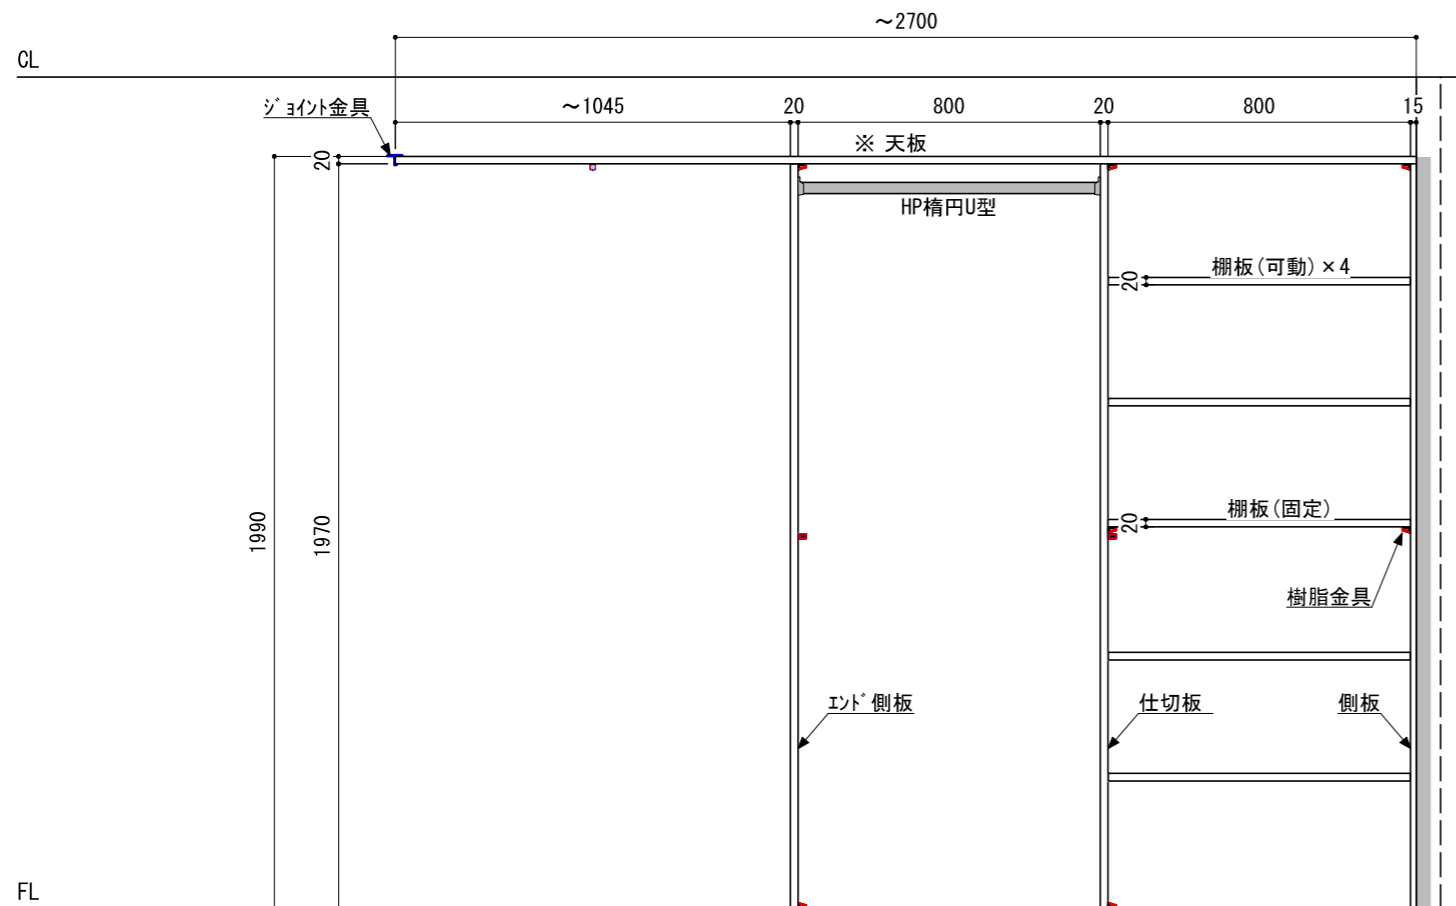 ～2700
CL
ｼﾞｮｲﾝﾄ金具
～1045
20
800
20
800
15
※ 天板
20
HP楕円U型
棚板(可動)×4
20
棚板(固定)
20
1990
1970
樹脂金具
ｴﾝﾄﾞ側板
仕切板
側板
FL